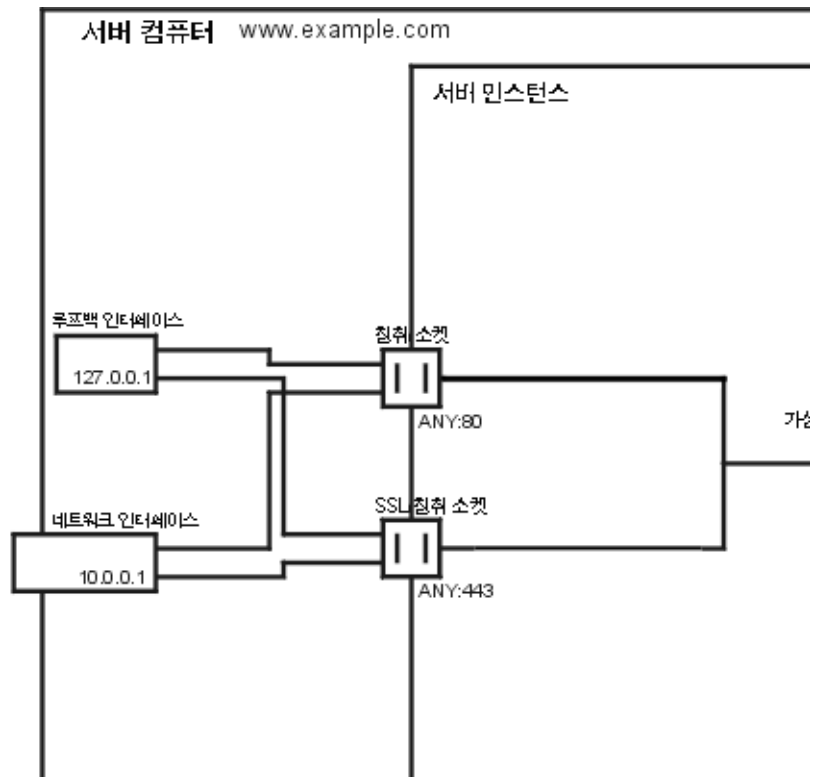 서버 컴퓨터 www.example.com
서버 인스턴스
루프백 인터페이스
127.0.0.1
청취 소켓
ANY:80
네트워크 인터페이스
10.0.0.1
SSL 청취 소켓
ANY:443